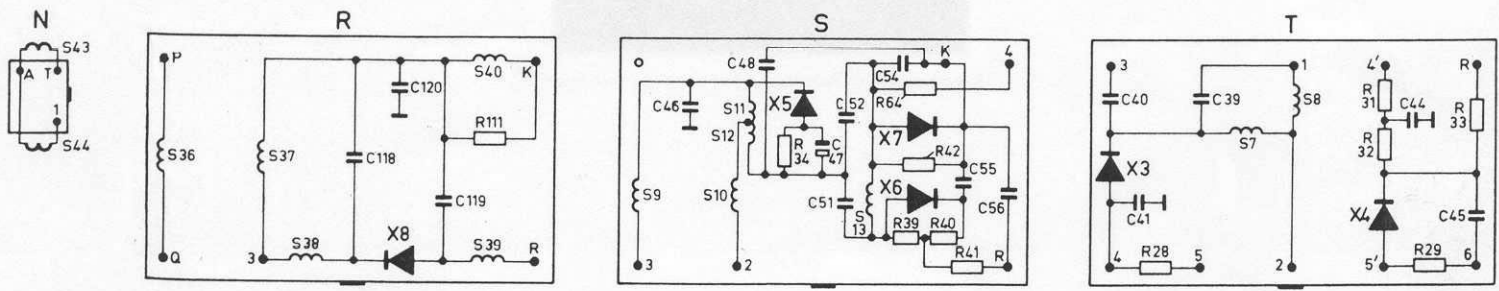 N
S43
A T
1
S44
R
P
S36
Q
S37
3
S38
C118
X8
C120
C119
S40
K
R111
S39
R
S
C48
C46
S11
S12
X5
R
34
C
47
S9
S10
3
2
C52
C51
C54
K
4
R64
X7
R42
X6
C55
C56
S
13
R39
R40
R41
R
T
3
C40
X3
C41
4
R28
5
C39
1
S8
S7
2
4'
R
31
C44
R
32
R
R
33
X4
C45
5'
R29
6